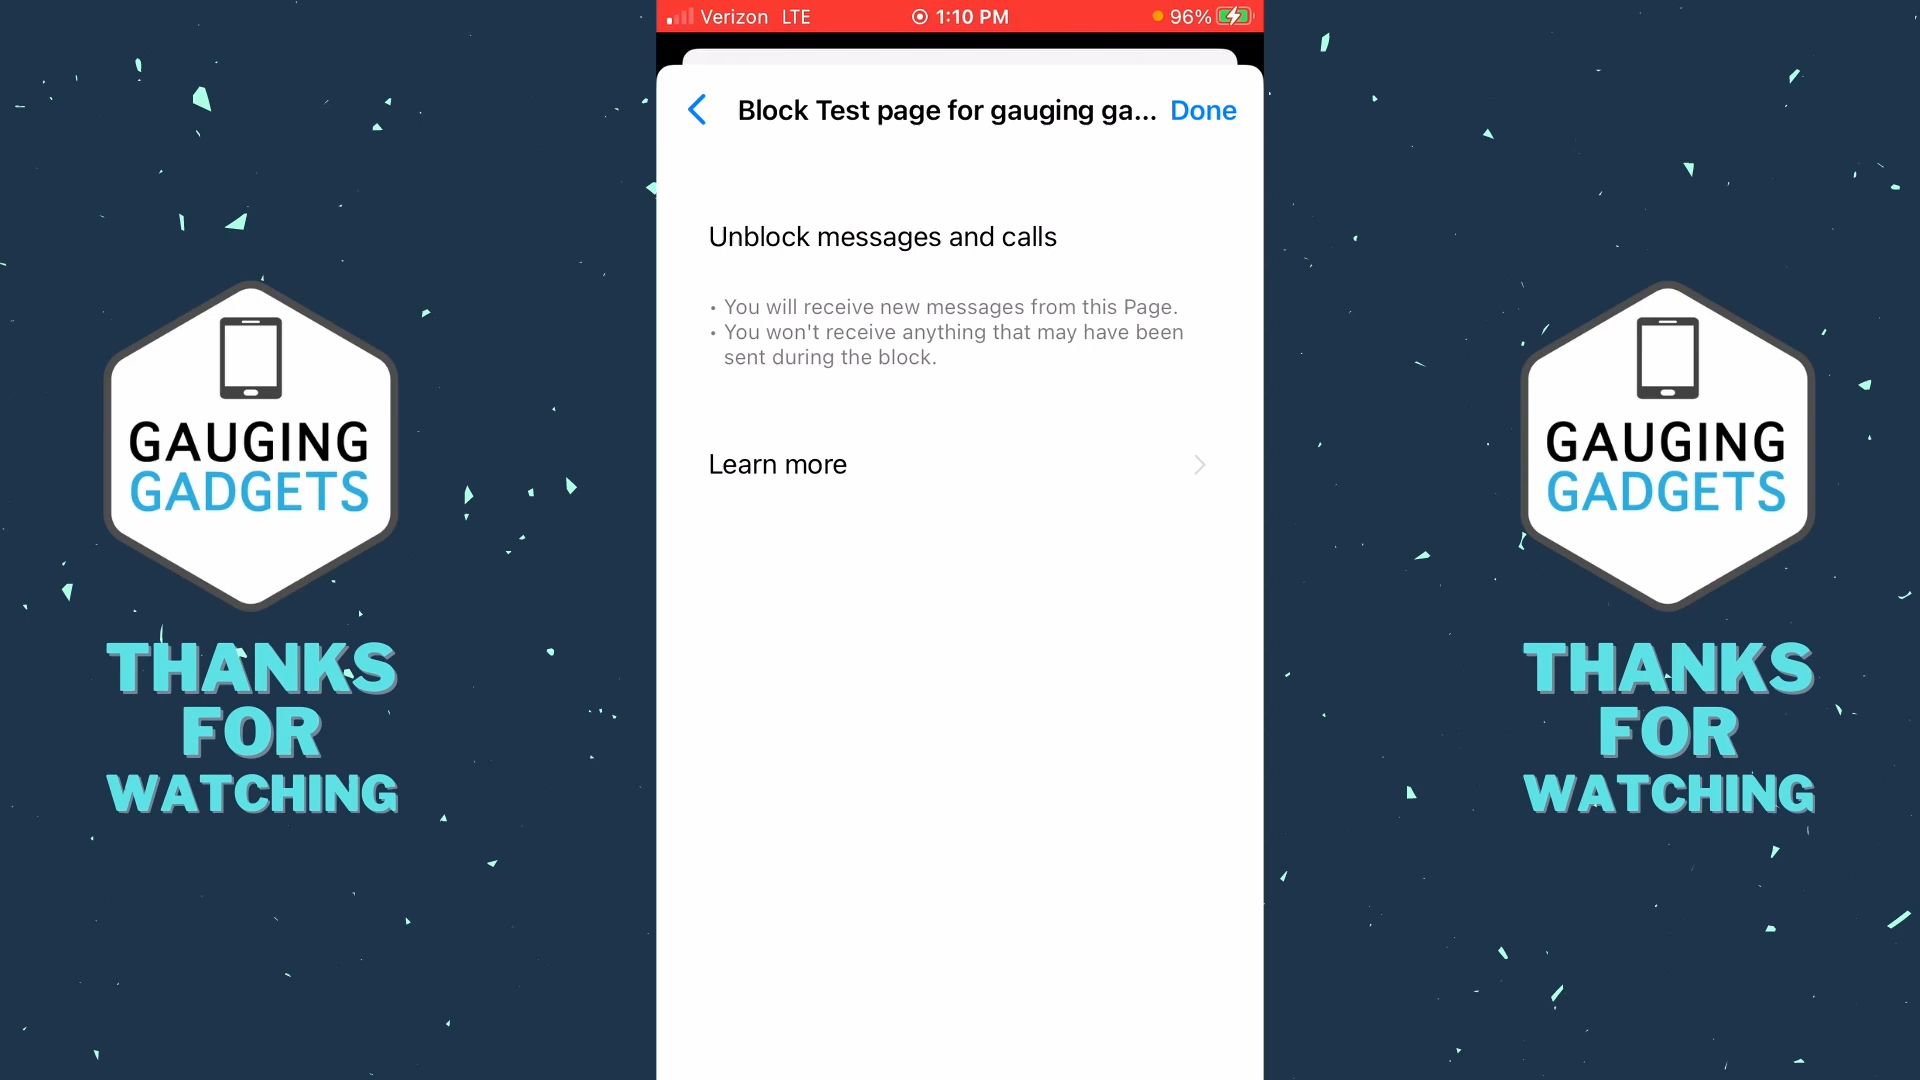 Verizon LTE 1:10 PM 96%
Block Test page for gauging ga... Done
Unblock messages and calls
• You will receive new messages from this Page.
• You won't receive anything that may have been
sent during the block.
Learn more
GAUGING
GADGETS
THANKS
FOR
WATCHING
GAUGING
GADGETS
THANKS
FOR
WATCHING